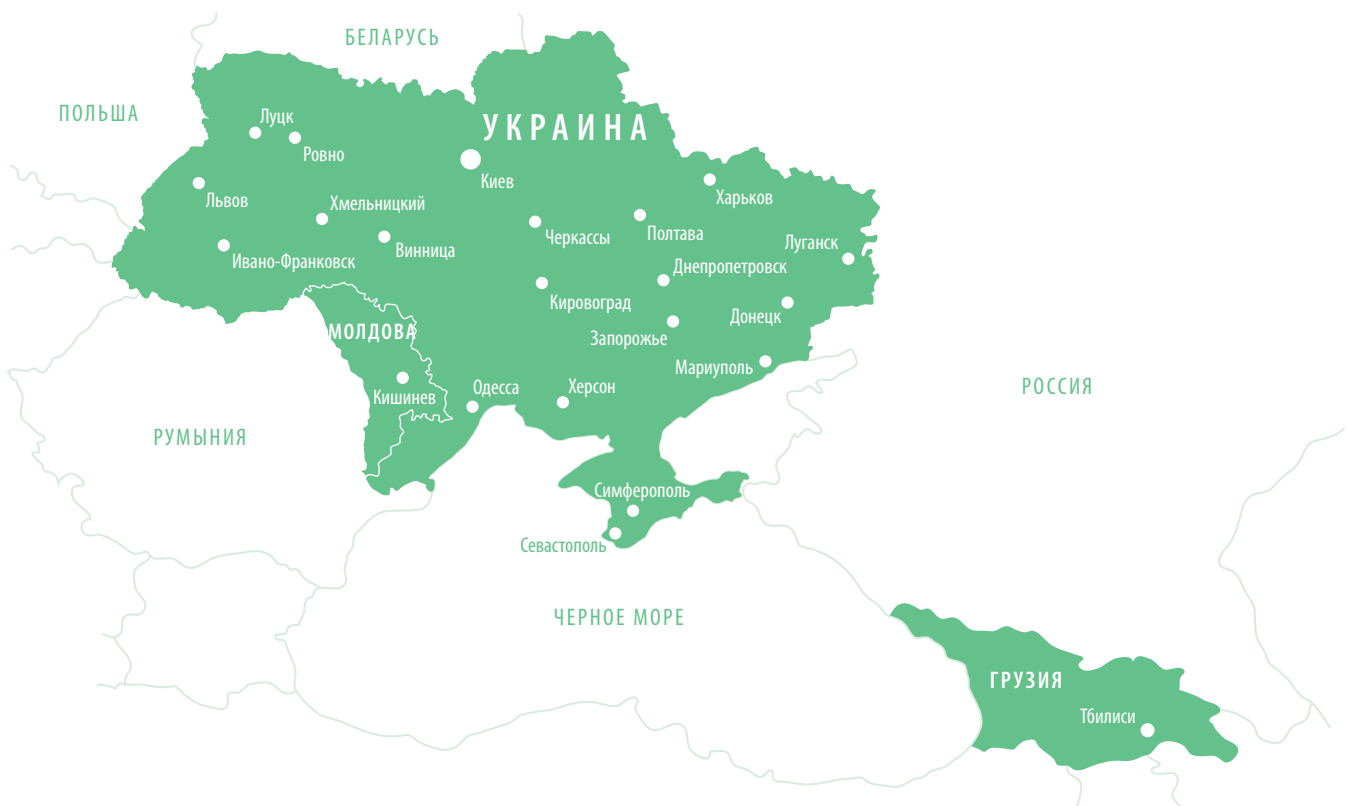 БЕЛАРУСЬ
ПОЛЬША
Луцк
УКРАИНА
Ровно
Киев
Львов
Хмельницкий
Харьков
Черкассы
Полтава
Винница
Луганск
Ивано-Франковск
Днепропетровск
Кировоград
Донецк
МОЛДОВА
Запорожье
Мариуполь
Кишинев
Одесса
Херсон
РОССИЯ
РУМЫНИЯ
Симферополь
Севастополь
ЧЕРНОЕ МОРЕ
ГРУЗИЯ
Тбилиси